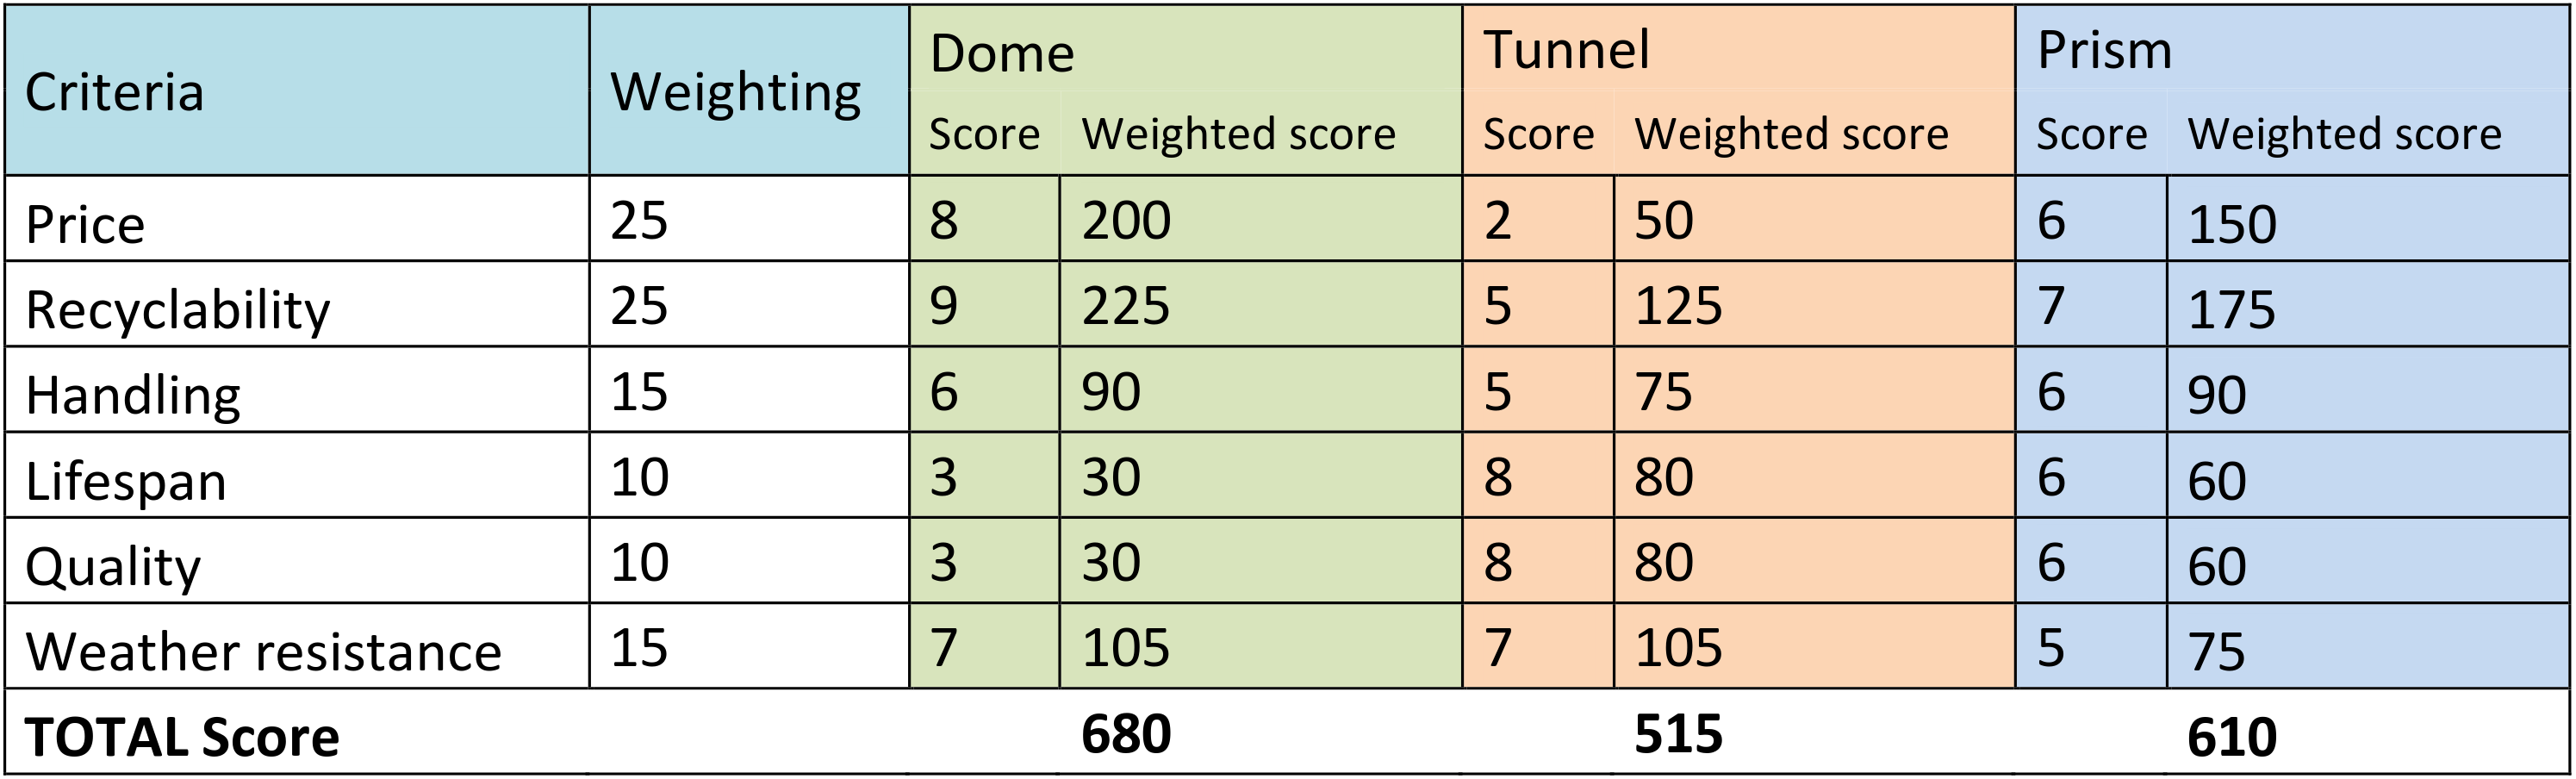 Criteria Weighting Dome Tunnel Prism
Score Weighted score Score Weighted score Score Weighted score
Price 25 8 200 2 50 6 150
Recyclability 25 9 225 5 125 7 175
Handling 15 6 90 5 75 6 90
Lifespan 10 3 30 8 80 6 60
Quality 10 3 30 8 80 6 60
Weather resistance 15 7 105 7 105 5 75
TOTAL Score 680 515 610